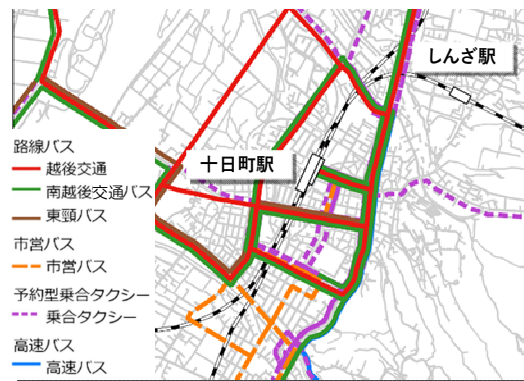 しんざ駅
十日町駅
路線バス
越後交通
南越後交通バス
東頸バス
市営バス
市営バス
予約型乗合タクシー
乗合タクシー
高速バス
高速バス